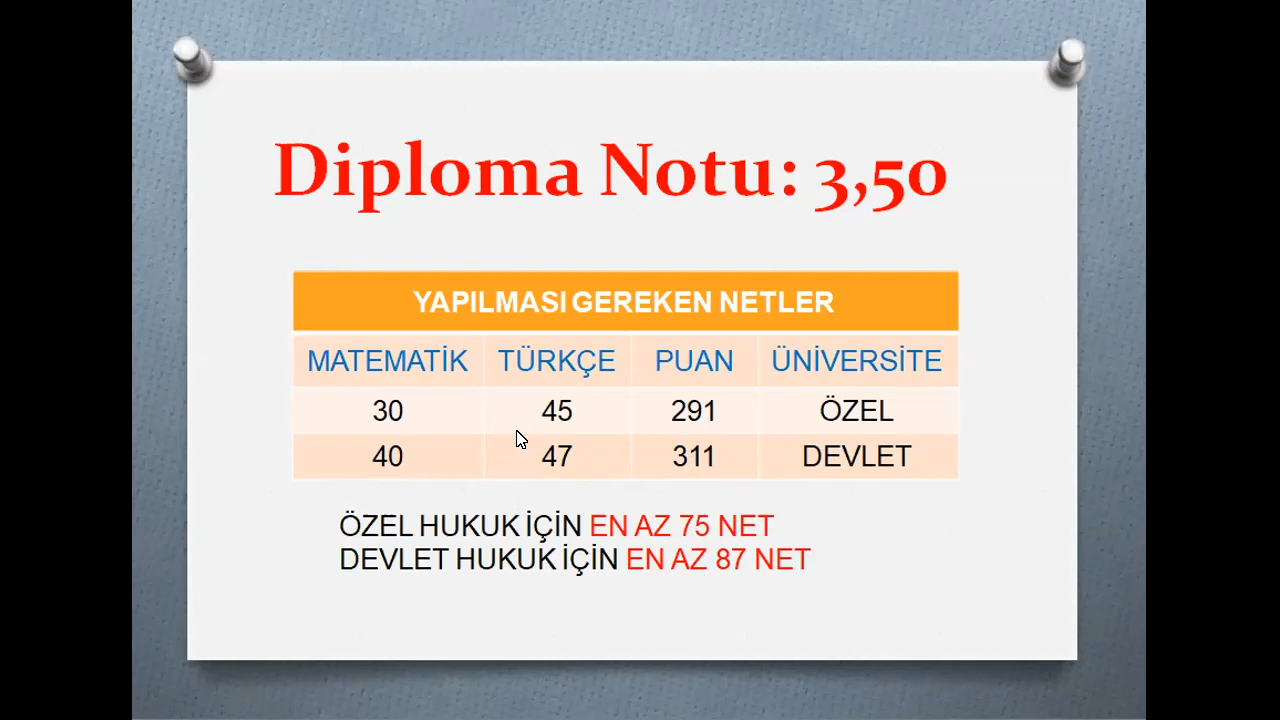 Diploma Notu: 3,50
YAPILMASI GEREKEN NETLER
MATEMATİK TÜRKÇE PUAN ÜNİVERSİTE
30 45 291 ÖZEL
40 47 311 DEVLET
ÖZEL HUKUK İÇİN EN AZ 75 NET
DEVLET HUKUK İÇİN EN AZ 87 NET